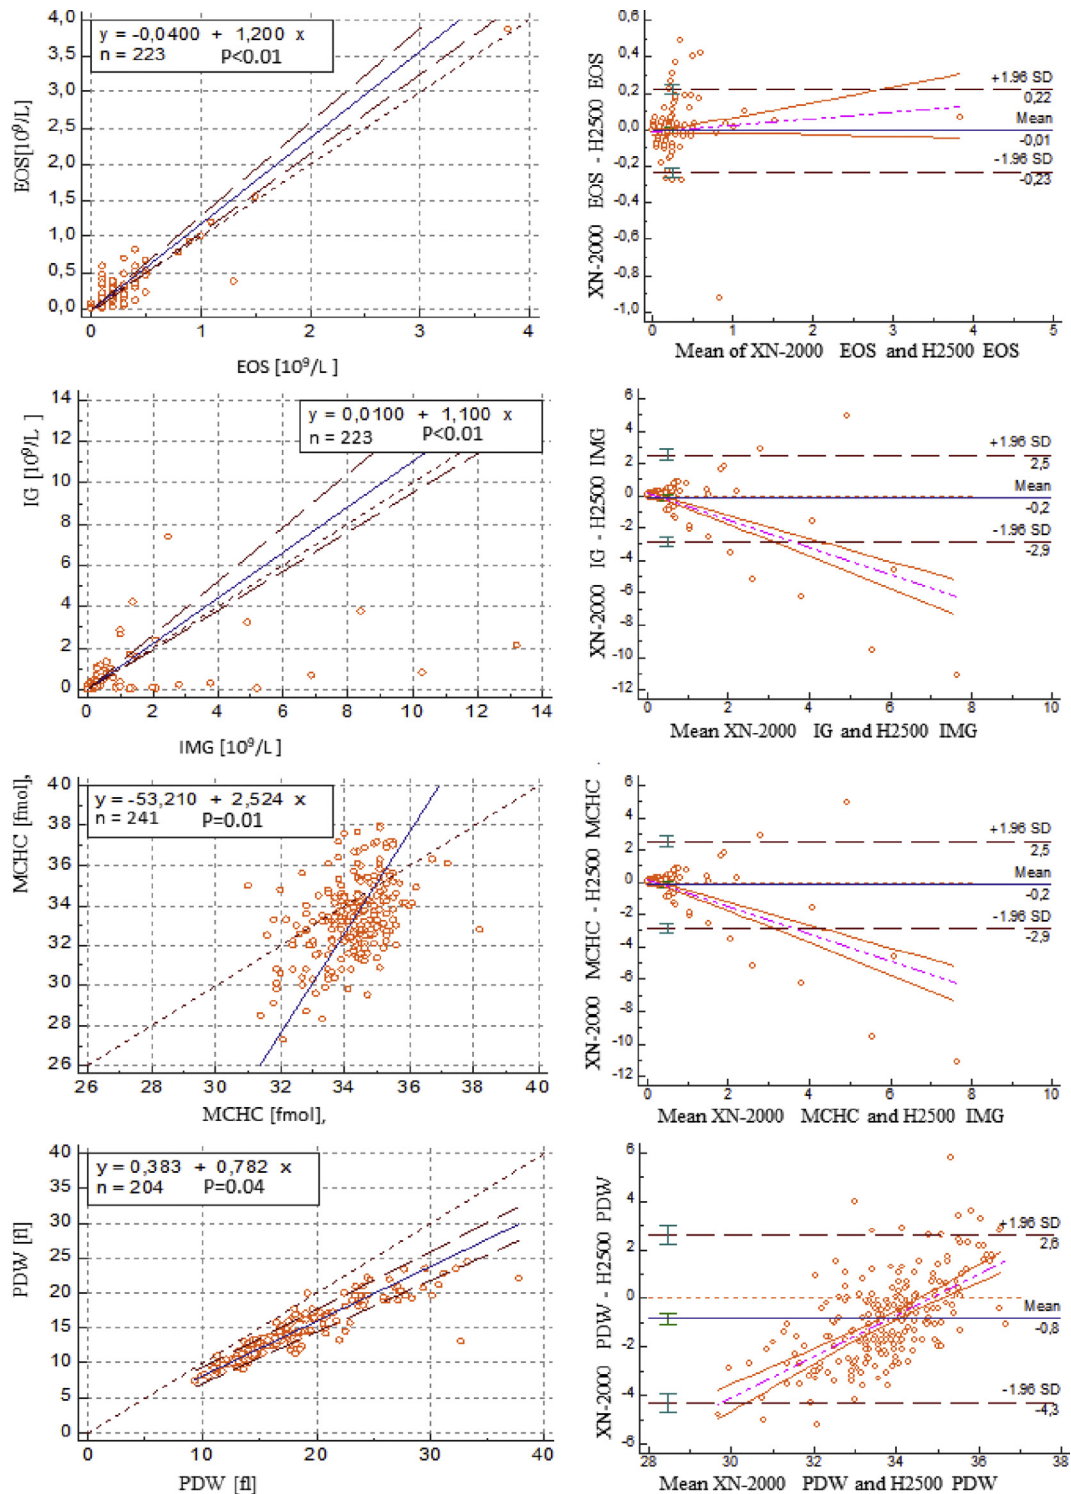 y = -0,0400 + 1,200 x
n = 223 P<0.01
EOS[10⁹/L]
4,0
3,5
3,0
2,5
2,0
1,5
1,0
0,5
0,0
0 1 2 3 4
EOS [10⁹/L ]
XN-2000 EOS - H2500 EOS
0,6
0,4
0,2
0,0
-0,2
-0,4
-0,6
-0,8
-1,0
+1.96 SD
0,22
Mean
-0,01
-1.96 SD
-0,23
0 1 2 3 4 5
Mean of XN-2000 EOS and H2500 EOS
y = 0,0100 + 1,100 x
n = 223 P<0.01
IG [10⁹/L ]
14
12
10
8
6
4
2
0
0 2 4 6 8 10 12 14
IMG [10⁹/L ]
XN-2000 IG - H2500 IMG
6
4
2
0
-2
-4
-6
-8
-10
-12
+1.96 SD
2,5
Mean
-0,2
-1.96 SD
-2,9
0 2 4 6 8 10
Mean XN-2000 IG and H2500 IMG
y = -53,210 + 2,524 x
n = 241 P=0.01
MCHC [fmol],
40
38
36
34
32
30
28
26
26 28 30 32 34 36 38 40
MCHC [fmol],
XN-2000 MCHC - H2500 MCHC
6
4
2
0
-2
-4
-6
-8
-10
-12
+1.96 SD
2,5
Mean
-0,2
-1.96 SD
-2,9
0 2 4 6 8 10
Mean XN-2000 MCHC and H2500 IMG
y = 0,383 + 0,782 x
n = 204 P=0.04
PDW [fl]
40
35
30
25
20
15
10
5
0
0 10 20 30 40
PDW [fl]
XN-2000 PDW - H2500 PDW
6
4
2
0
-2
-4
-6
+1.96 SD
2,6
Mean
-0,8
-1.96 SD
-4,3
28 30 32 34 36 38
Mean XN-2000 PDW and H2500 PDW